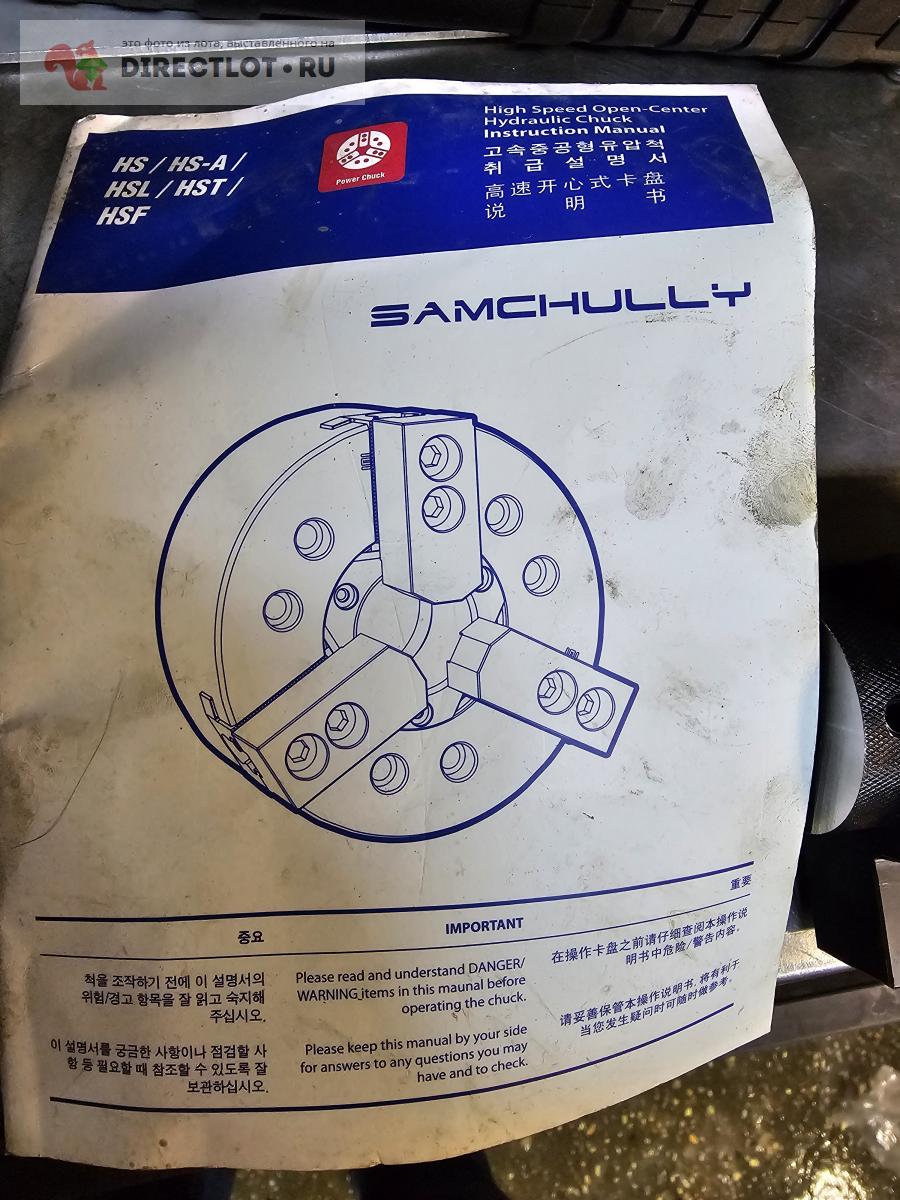 это фото из лота, выставленного на
DIRECTLOT.RU
HS / HS-A /
HSL / HST /
HSF
Power Chuck
High Speed Open-Center
Hydraulic Chuck
Instruction Manual
고속중공형유압척
취급설명서
高速开心式卡盘
说明书
SAMCHULLY
중요
척을 조작하기 전에 이 설명서의
위험/경고 항목을 잘 읽고 숙지해
주십시오.
이 설명서를 궁금한 사항이나 점검할 사
항 등 필요할 때 참조할 수 있도록 잘
보관하십시오.
IMPORTANT
Please read and understand DANGER/
WARNING items in this maunal before
operating the chuck.
Please keep this manual by your side
for answers to any questions you may
have and to check.
重要
在操作卡盘之前请仔细查阅本操作说
明书中危险/警告内容.
请妥善保管本操作说明书, 将有利于
当您发生疑问时可随时做参考.